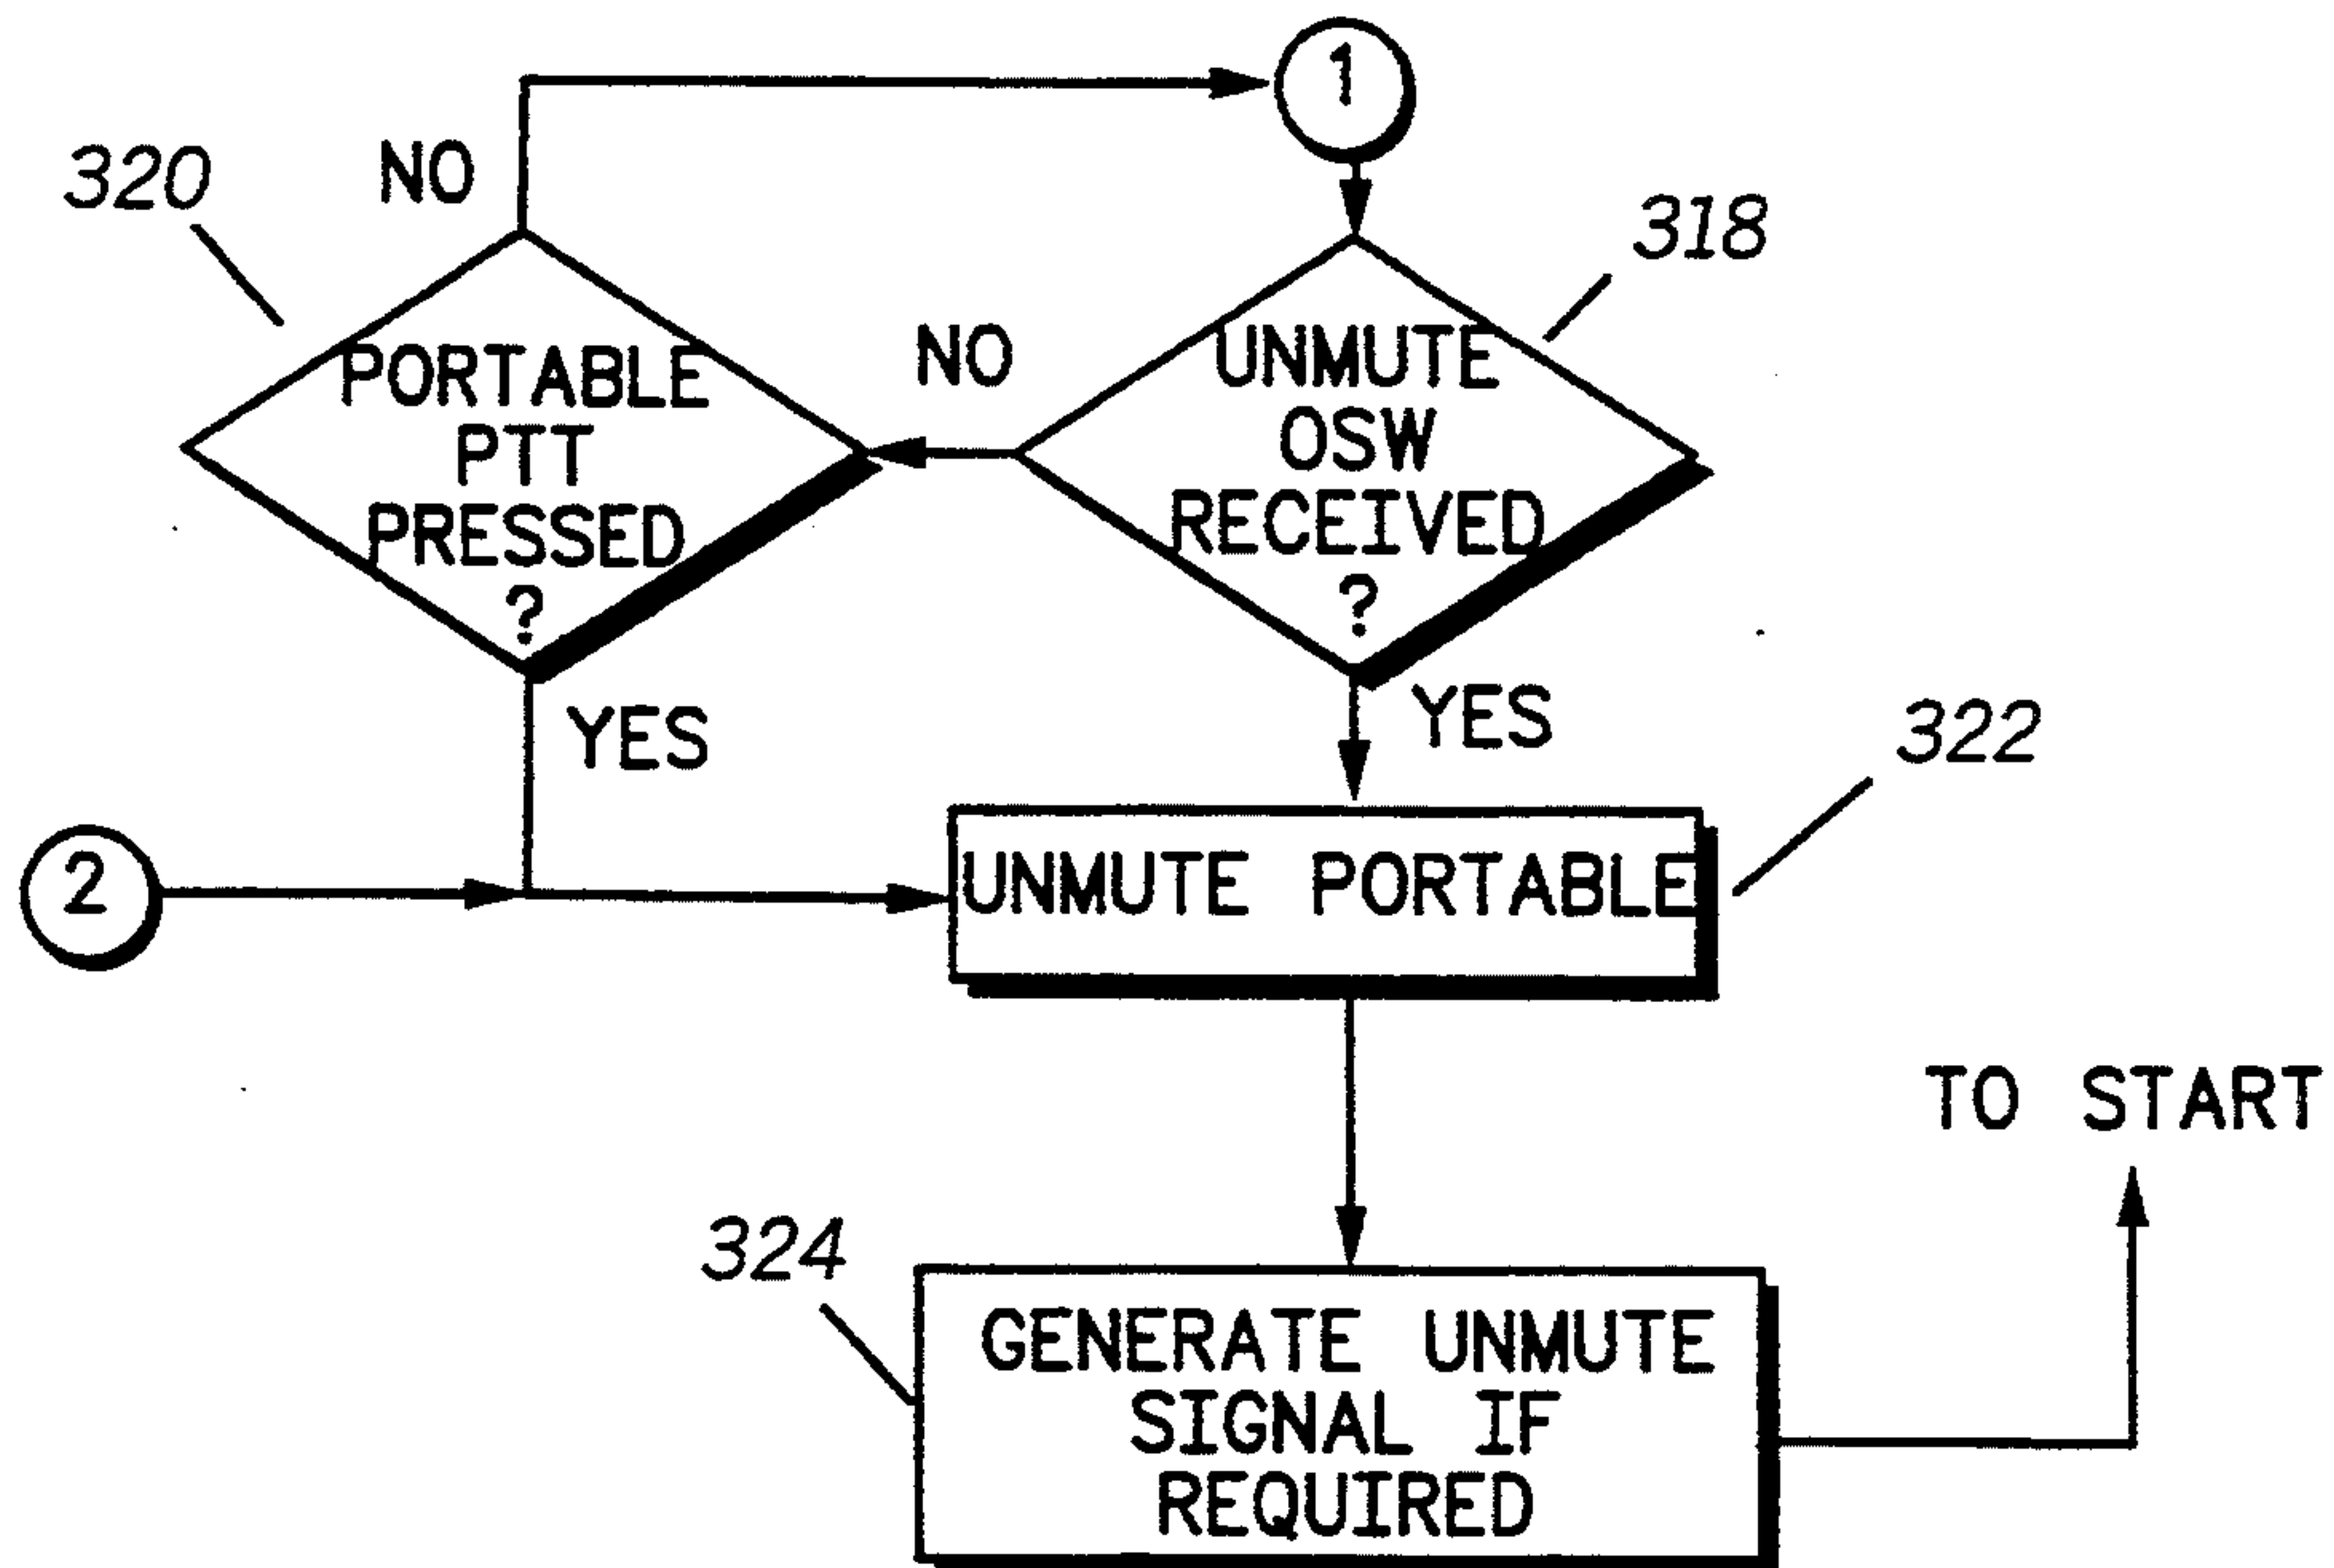 1
320
NO
318
PORTABLE
PTT
PRESSED
?
NO
UNMUTE
OSW
RECEIVED
?
YES
YES
322
2
UNMUTE PORTABLE
TO START
324
GENERATE UNMUTE
SIGNAL IF
REQUIRED